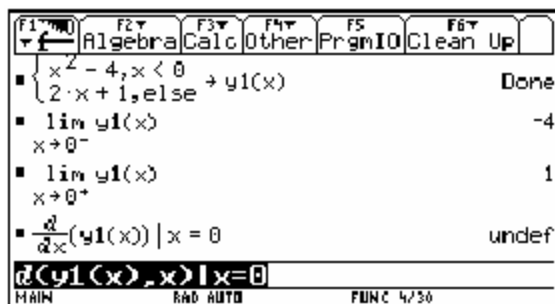 F1 F2 F3 F4 F5 F6
Algebra Calc Other PrgmIO Clean Up
{x² - 4, x < 0
{2·x + 1, else → y1(x) Done
lim y1(x) -4
x→0⁻
lim y1(x) 1
x→0⁺
d/dx(y1(x))|x = 0 undef
d(y1(x),x)|x=0
MAIN RAD AUTO FUNC 4/30